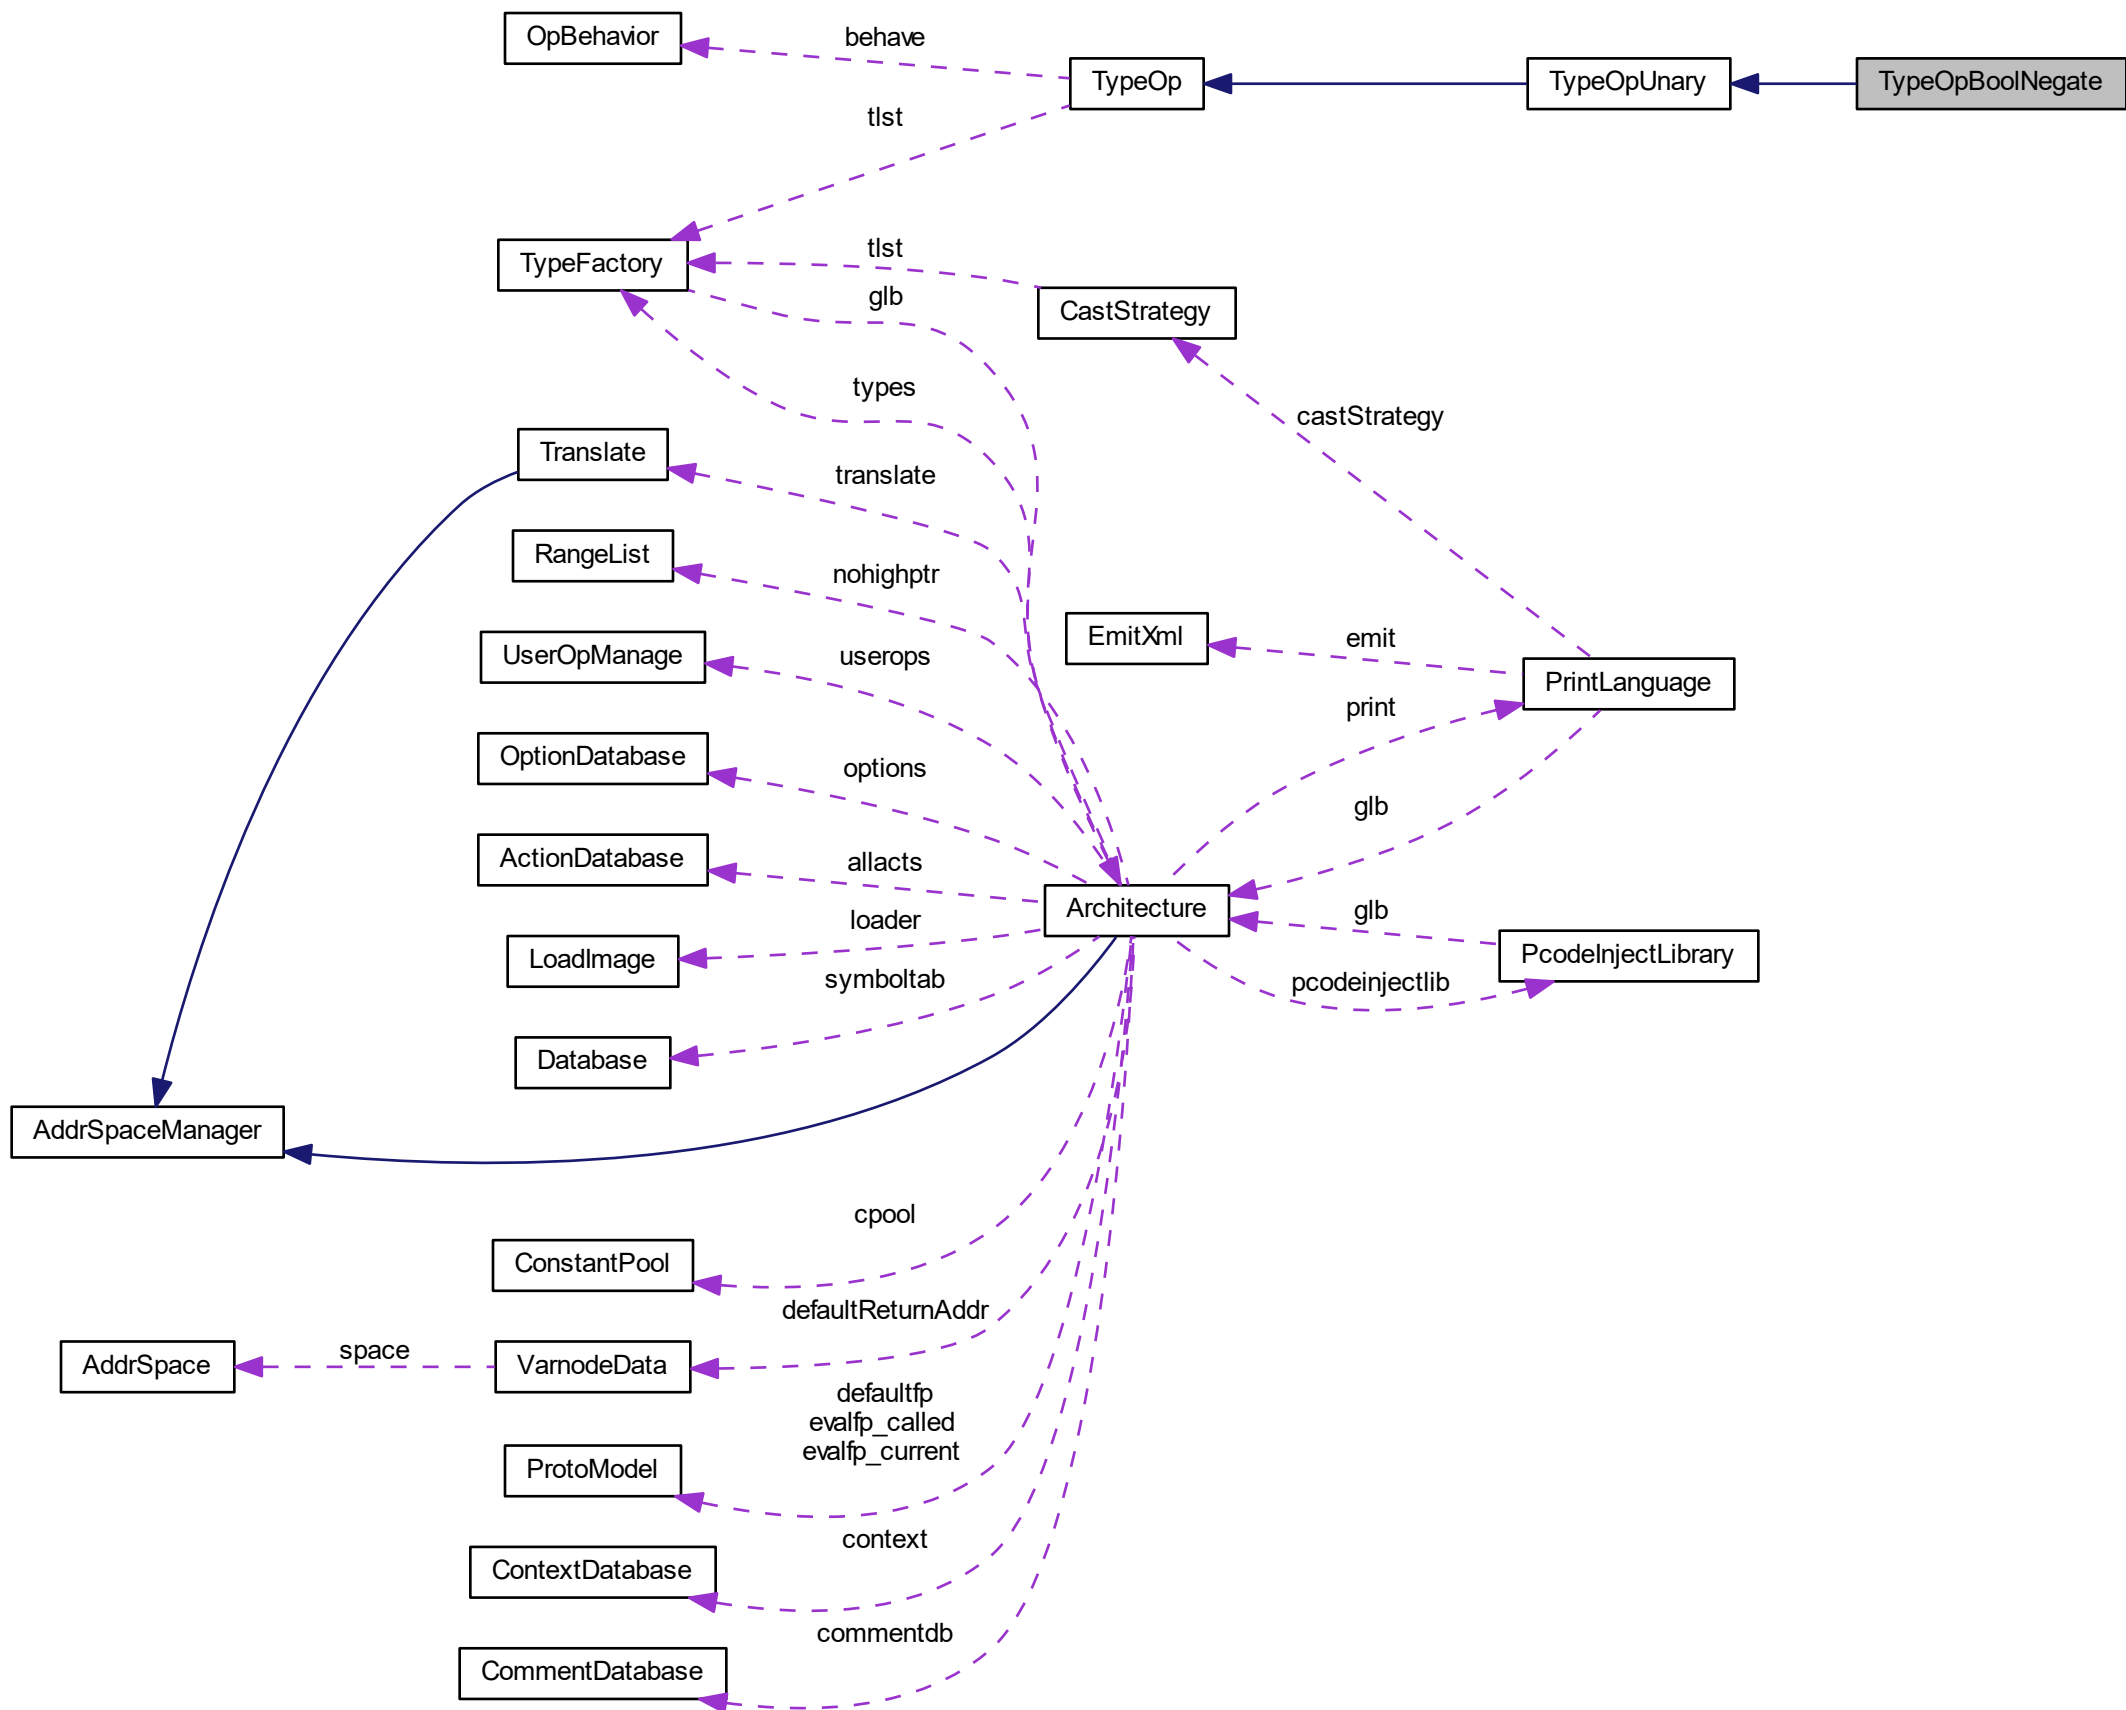 OpBehavior
behave
TypeOp
TypeOpUnary
TypeOpBoolNegate
tlst
TypeFactory
tlst
glb
CastStrategy
types
castStrategy
Translate
translate
RangeList
nohighptr
EmitXml
emit
UserOpManage
userops
PrintLanguage
print
OptionDatabase
options
glb
ActionDatabase
allacts
Architecture
glb
LoadImage
loader
PcodeInjectLibrary
symboltab
pcodeinjectlib
Database
AddrSpaceManager
cpool
ConstantPool
defaultReturnAddr
AddrSpace
space
VarnodeData
defaultfp
evalfp_called
evalfp_current
ProtoModel
context
ContextDatabase
commentdb
CommentDatabase